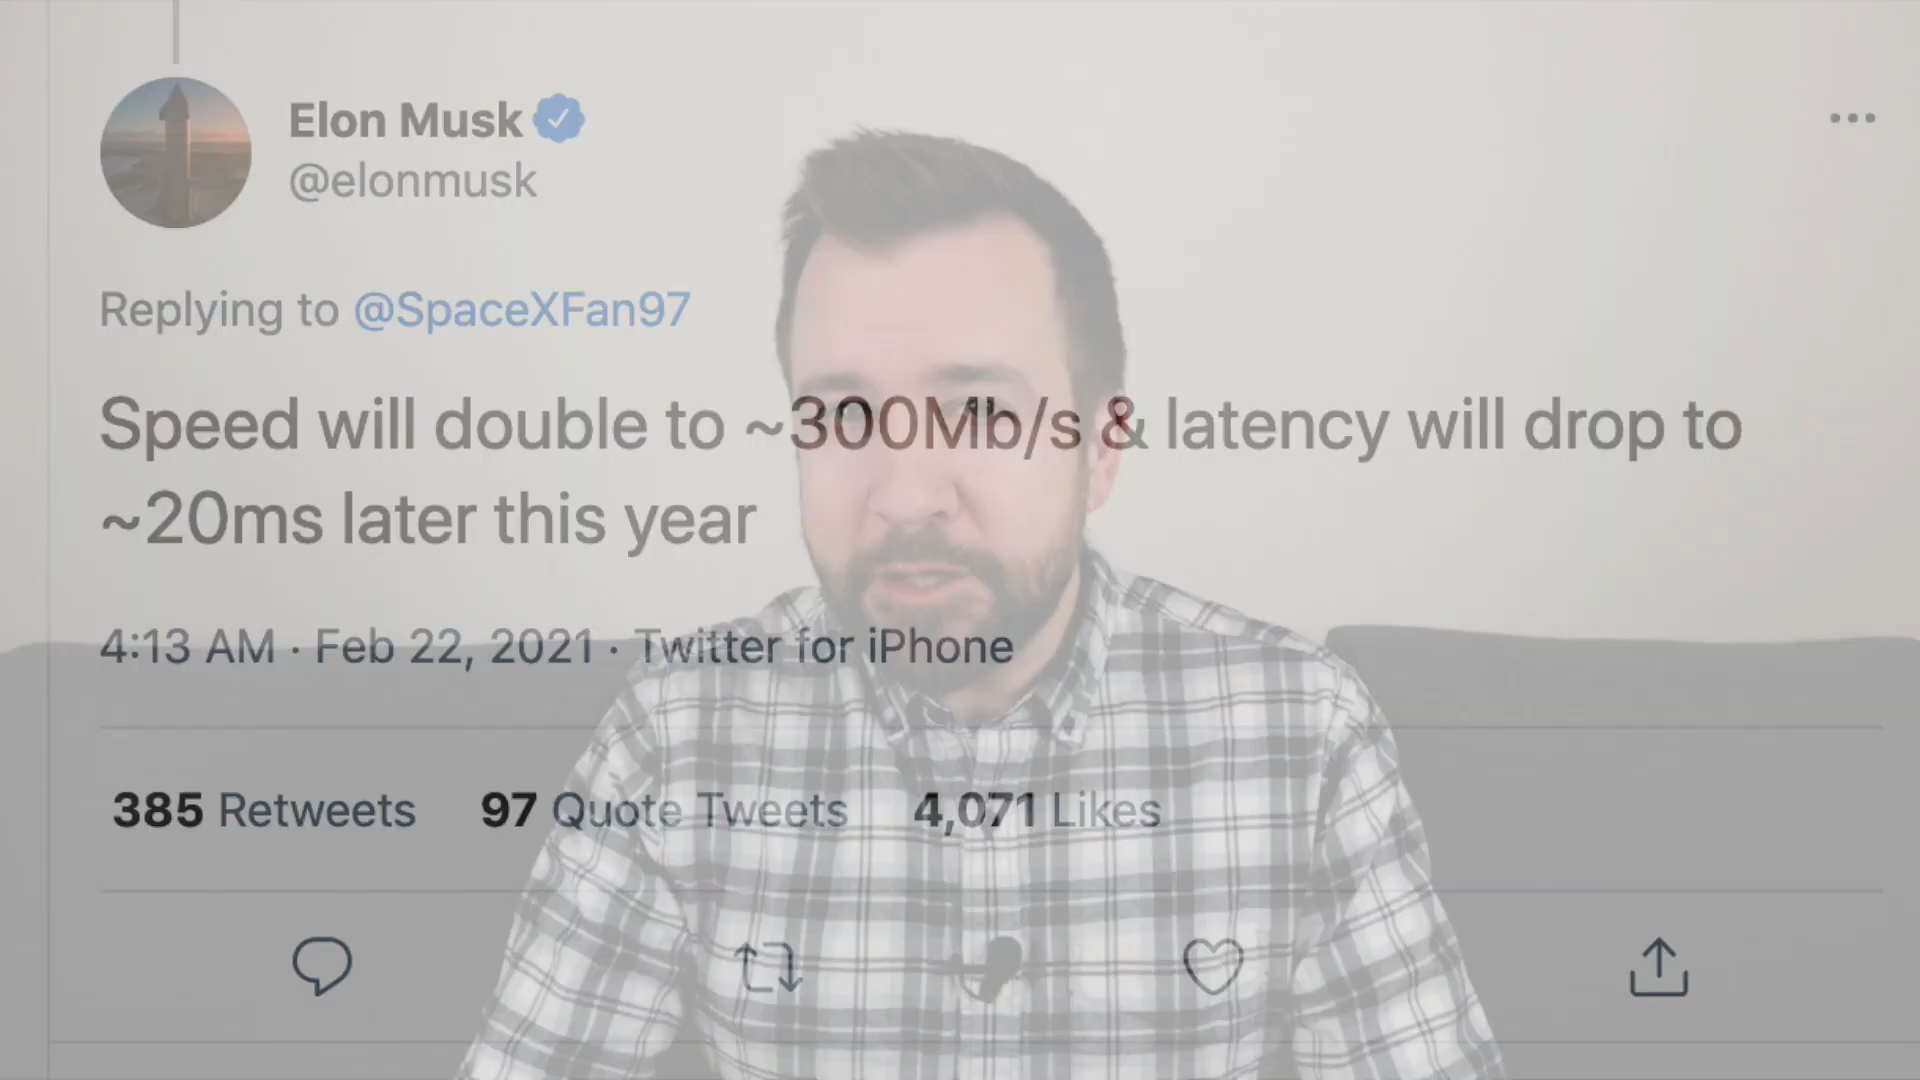 Elon Musk
@elonmusk
Replying to @SpaceXFan97
Speed will double to ~300Mb/s & latency will drop to
~20ms later this year
4:13 AM · Feb 22, 2021 · Twitter for iPhone
385 Retweets 97 Quote Tweets 4,071 Likes